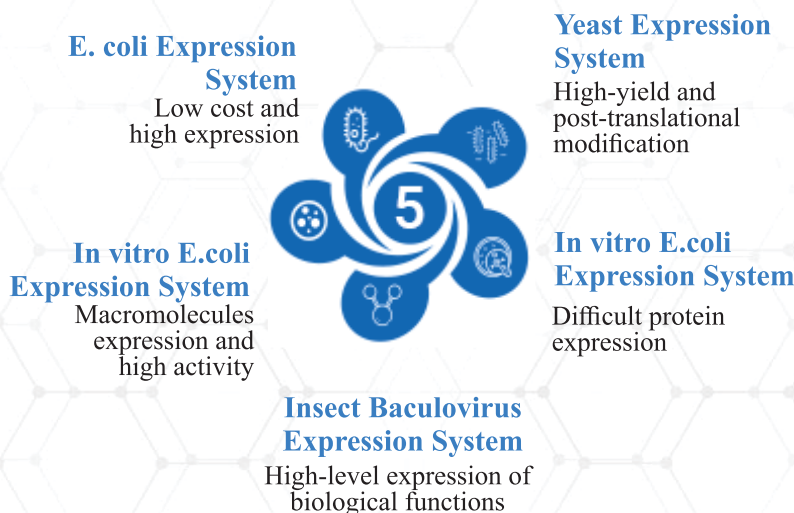 E. coli Expression
System
Low cost and
high expression
Yeast Expression
System
High-yield and
post-translational
modification
5
In vitro E.coli
Expression System
Macromolecules
expression and
high activity
In vitro E.coli
Expression System
Difficult protein
expression
Insect Baculovirus
Expression System
High-level expression of
biological functions